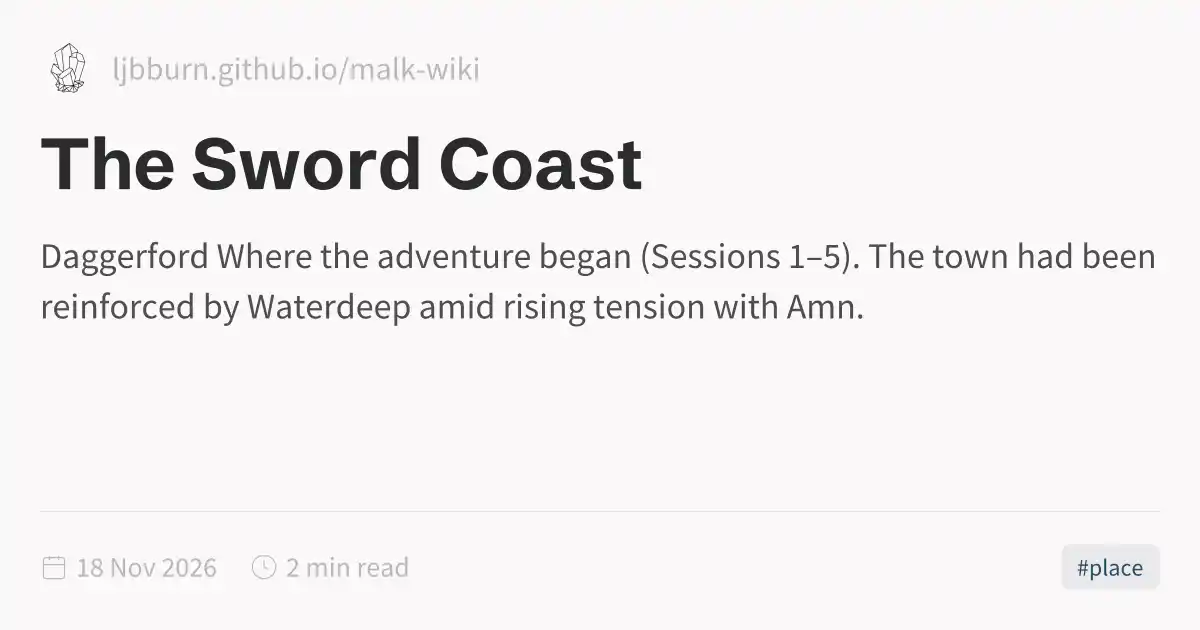 ljbburn.github.io/malk-wiki
The Sword Coast
Daggerford Where the adventure began (Sessions 1–5). The town had been
reinforced by Waterdeep amid rising tension with Amn.
18 Nov 2026
2 min read
#place